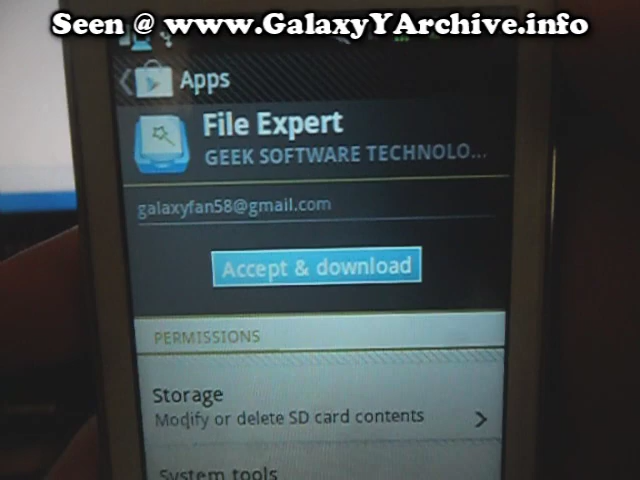 Seen @ www.GalaxyYArchive.info
Apps
File Expert
GEEK SOFTWARE TECHNOLO...
galaxyfan58@gmail.com
Accept & download
PERMISSIONS
Storage
Modify or delete SD card contents
System tools